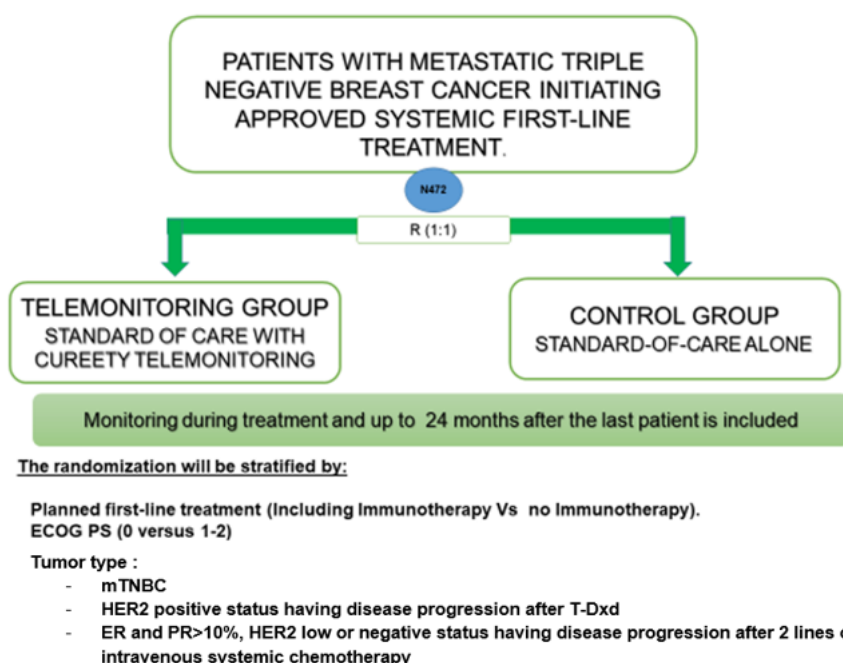 PATIENTS WITH METASTATIC TRIPLE
NEGATIVE BREAST CANCER INITIATING
APPROVED SYSTEMIC FIRST-LINE
TREATMENT.
N472
R (1:1)
TELEMONITORING GROUP
STANDARD OF CARE WITH
CUREETY TELEMONITORING
CONTROL GROUP
STANDARD-OF-CARE ALONE
Monitoring during treatment and up to 24 months after the last patient is included
The randomization will be stratified by:
Planned first-line treatment (Including Immunotherapy Vs no Immunotherapy).
ECOG PS (0 versus 1-2)
Tumor type :
- mTNBC
- HER2 positive status having disease progression after T-Dxd
- ER and PR>10%, HER2 low or negative status having disease progression after 2 lines
intravenous systemic chemotherapy